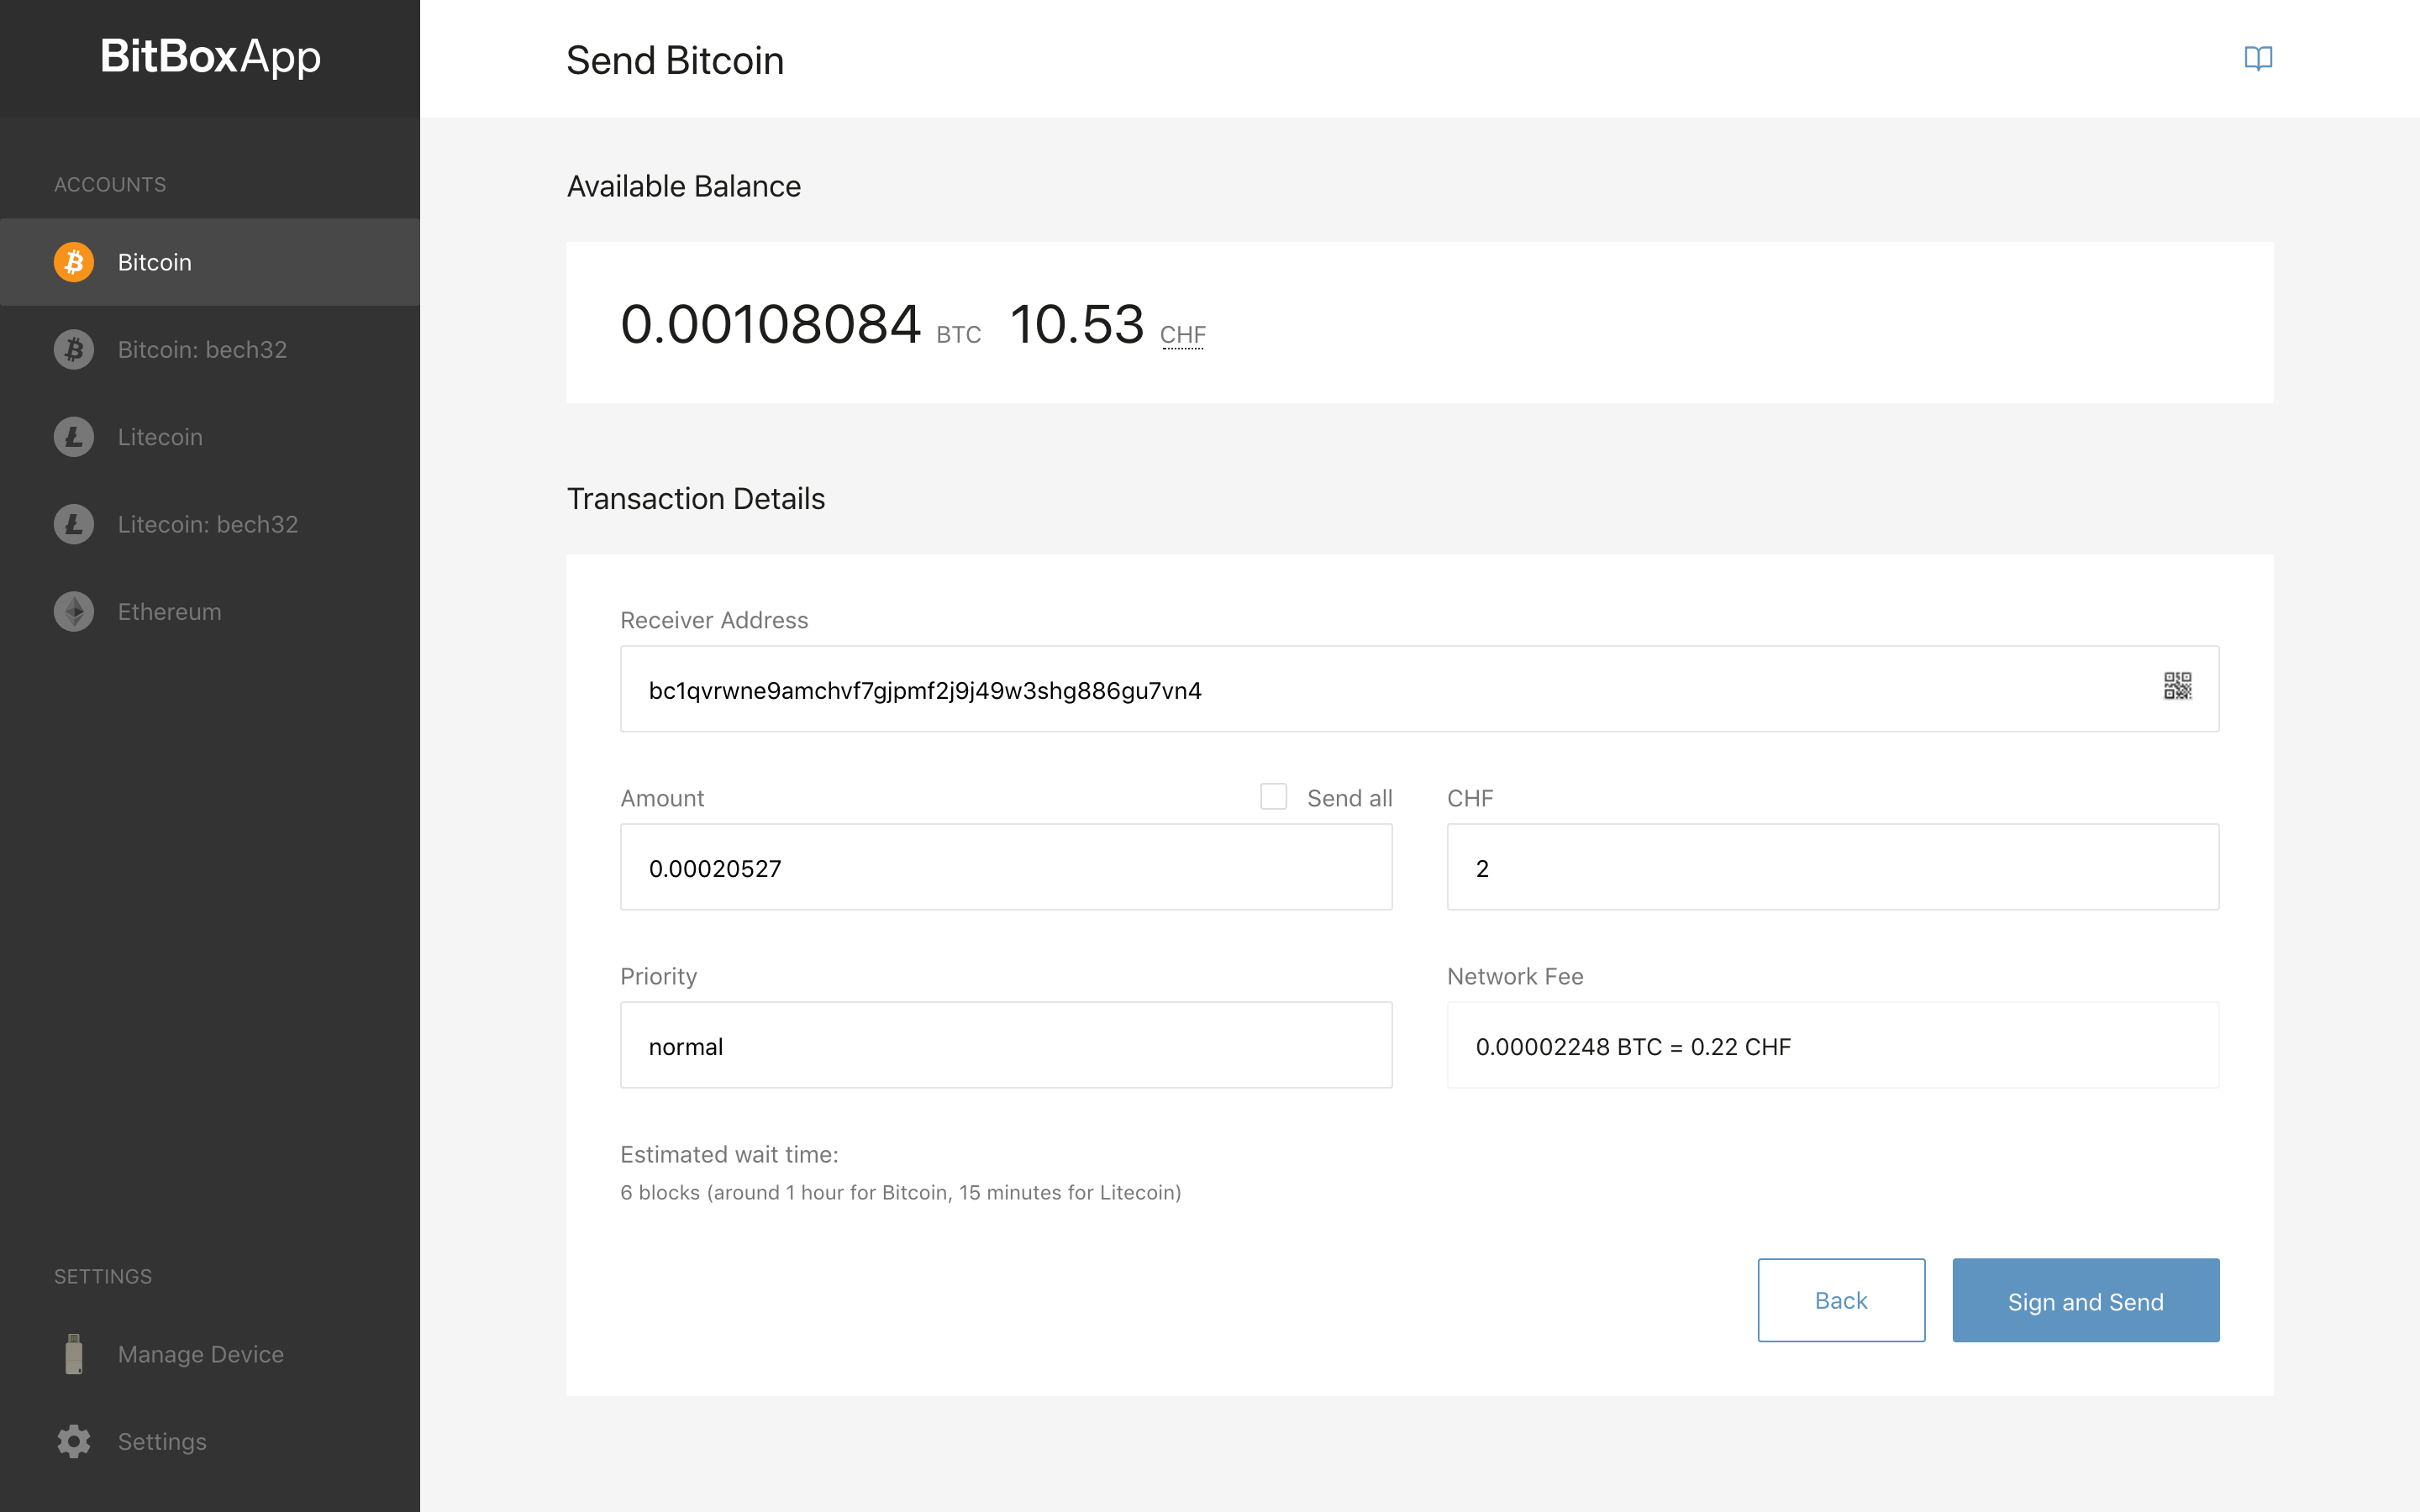 BitBoxApp
ACCOUNTS
Bitcoin
Bitcoin: bech32
Litecoin
Litecoin: bech32
Ethereum
SETTINGS
Manage Device
Settings
Send Bitcoin
Available Balance
0.00108084 BTC 10.53 CHF
Transaction Details
Receiver Address
bc1qvrwne9amchvf7gjpmf2j9j49w3shg886gu7vn4
Amount Send all CHF
0.00020527 2
Priority Network Fee
normal 0.00002248 BTC = 0.22 CHF
Estimated wait time:
6 blocks (around 1 hour for Bitcoin, 15 minutes for Litecoin)
Back Sign and Send